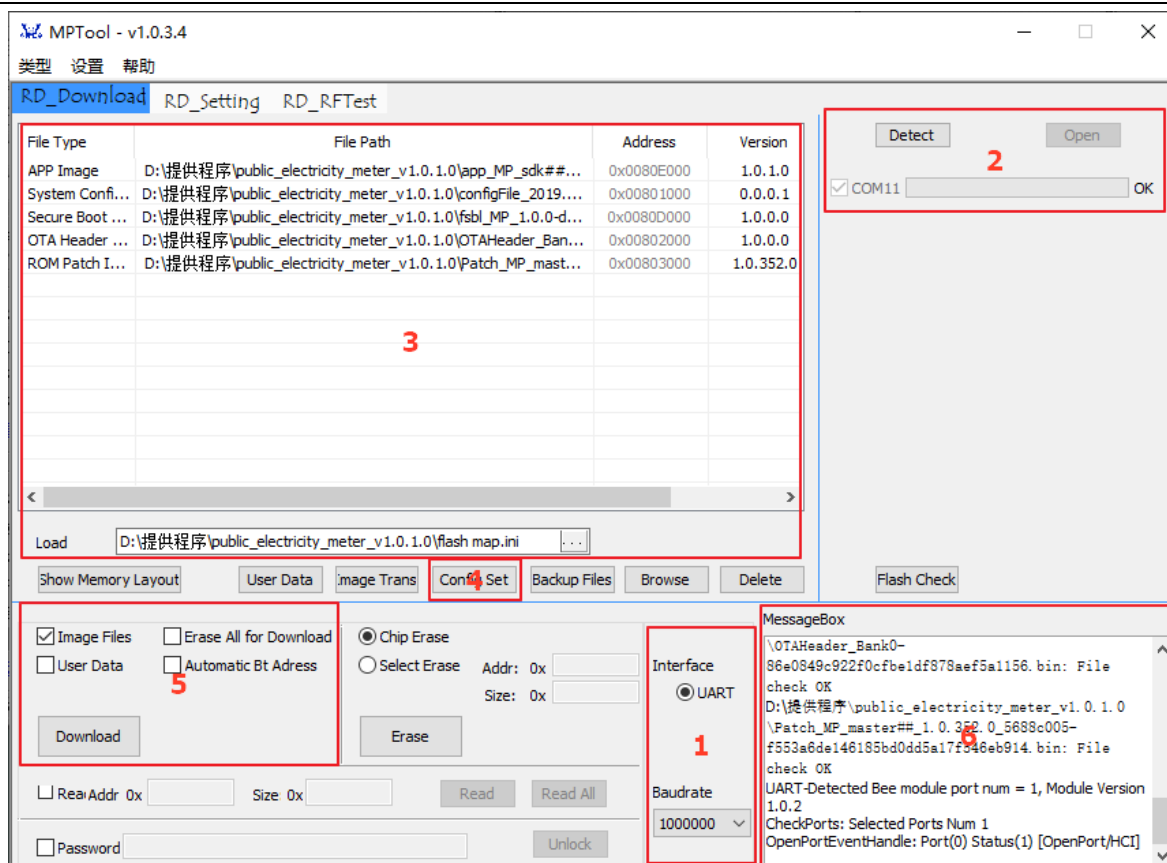 MPTool - v1.0.3.4
类型 设置 帮助
RD_Download RD_Setting RD_RFTest
File Type File Path Address Version
APP Image D:\提供程序\public_electricity_meter_v1.0.1.0\app_MP_sdk##... 0x0080E000 1.0.1.0
System Confi... D:\提供程序\public_electricity_meter_v1.0.1.0\configFile_2019.... 0x00801000 0.0.0.1
Secure Boot ... D:\提供程序\public_electricity_meter_v1.0.1.0\fsbl_MP_1.0.0-d... 0x0080D000 1.0.0.0
OTA Header ... D:\提供程序\public_electricity_meter_v1.0.1.0\OTAHeader_Ban... 0x00802000 1.0.0.0
ROM Patch I... D:\提供程序\public_electricity_meter_v1.0.1.0\Patch_MP_mast... 0x00803000 1.0.352.0
3
Load D:\提供程序\public_electricity_meter_v1.0.1.0\flash map.ini ...
Show Memory Layout User Data Image Trans Config Set Backup Files Browse Delete
4
Detect Open
2
COM11 OK
Flash Check
Image Files Erase All for Download
User Data Automatic Bt Adress
5
Download
Chip Erase
Select Erase Addr: 0x
Size: 0x
Erase
Interface
UART
1
Baudrate
1000000
Addr 0x Size 0x Read Read All
Password Unlock
MessageBox
\OTAHeader_Bank0-
86e0849c922f0cfbe1df878aef5a1156.bin: File
check OK
D:\提供程序\public_electricity_meter_v1.0.1.0
\Patch_MP_master##_1.0.352.0_5688c005-
f553a6de146185bd0dd5a17f546eb914.bin: File
check OK
6
UART-Detected Bee module port num = 1, Module Version
1.0.2
CheckPorts: Selected Ports Num 1
OpenPortEventHandle: Port(0) Status(1) [OpenPort/HCI]